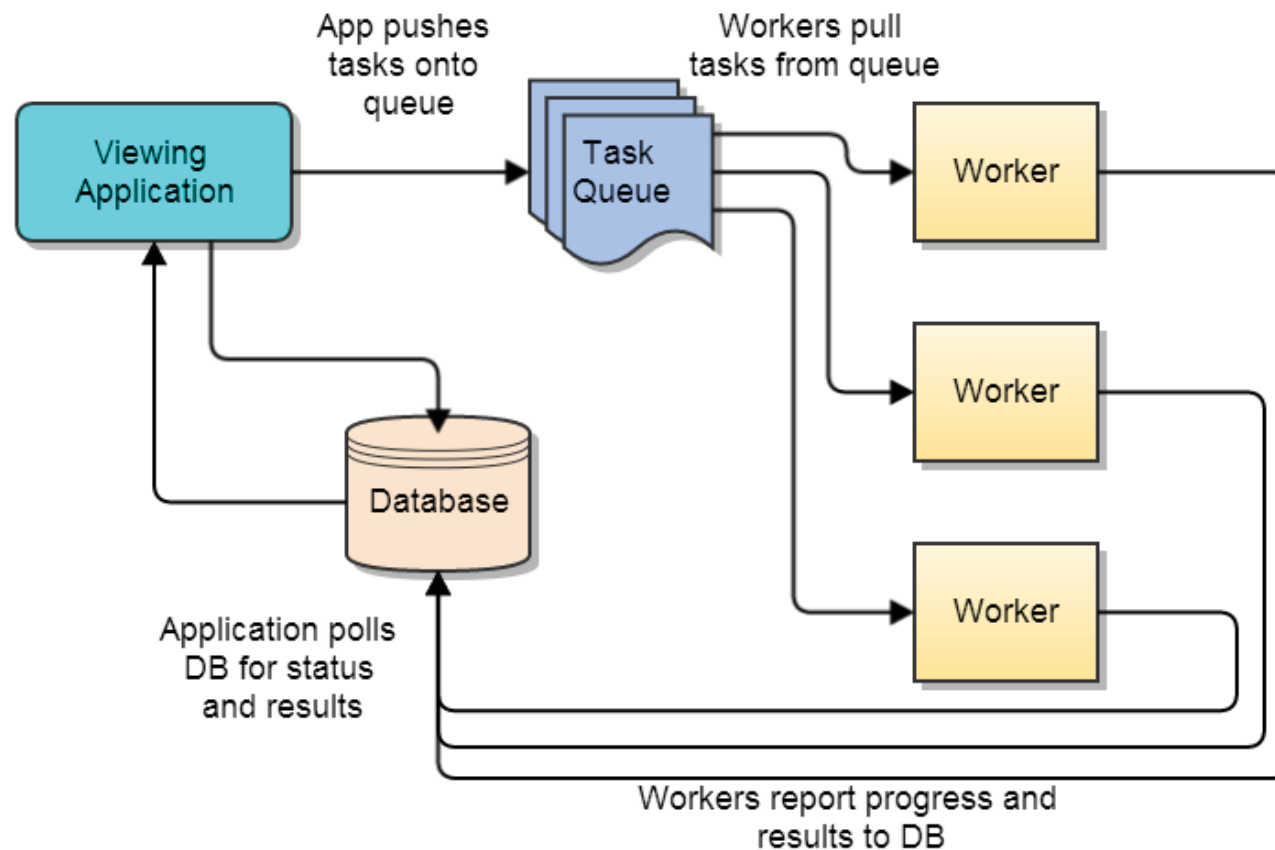 App pushes
tasks onto
queue
Workers pull
tasks from queue
Viewing
Application
Task
Queue
Worker
Worker
Database
Worker
Application polls
DB for status
and results
Workers report progress and
results to DB